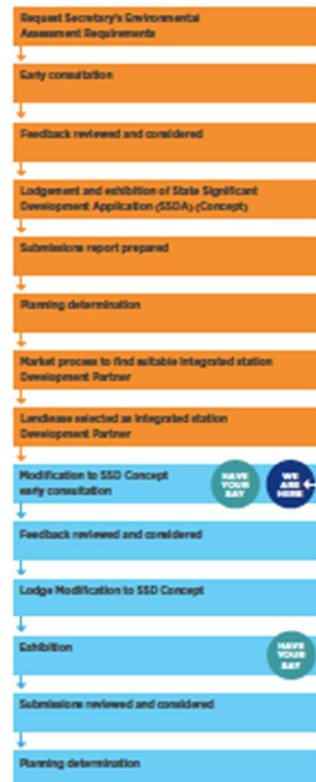 Request Secretary's Environmental
Assessment Requirements
Early consultation
Feedback reviewed and considered
Lodgement and exhibition of State Significant
Development Application (SSDA) (Concept)
Submissions report prepared
Planning determination
Market process to find suitable integrated station
Development Partner
Lendlease selected as integrated station
Development Partner
Modification to SSD Concept
early consultation
HAVE
YOUR
SAY
WE
ARE
HERE
Feedback reviewed and considered
Lodge Modification to SSD Concept
Exhibition
HAVE
YOUR
SAY
Submissions reviewed and considered
Planning determination